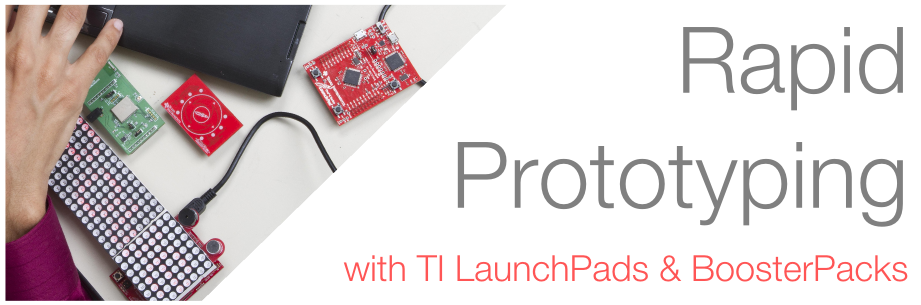 Rapid
Prototyping
with TI LaunchPads & BoosterPacks